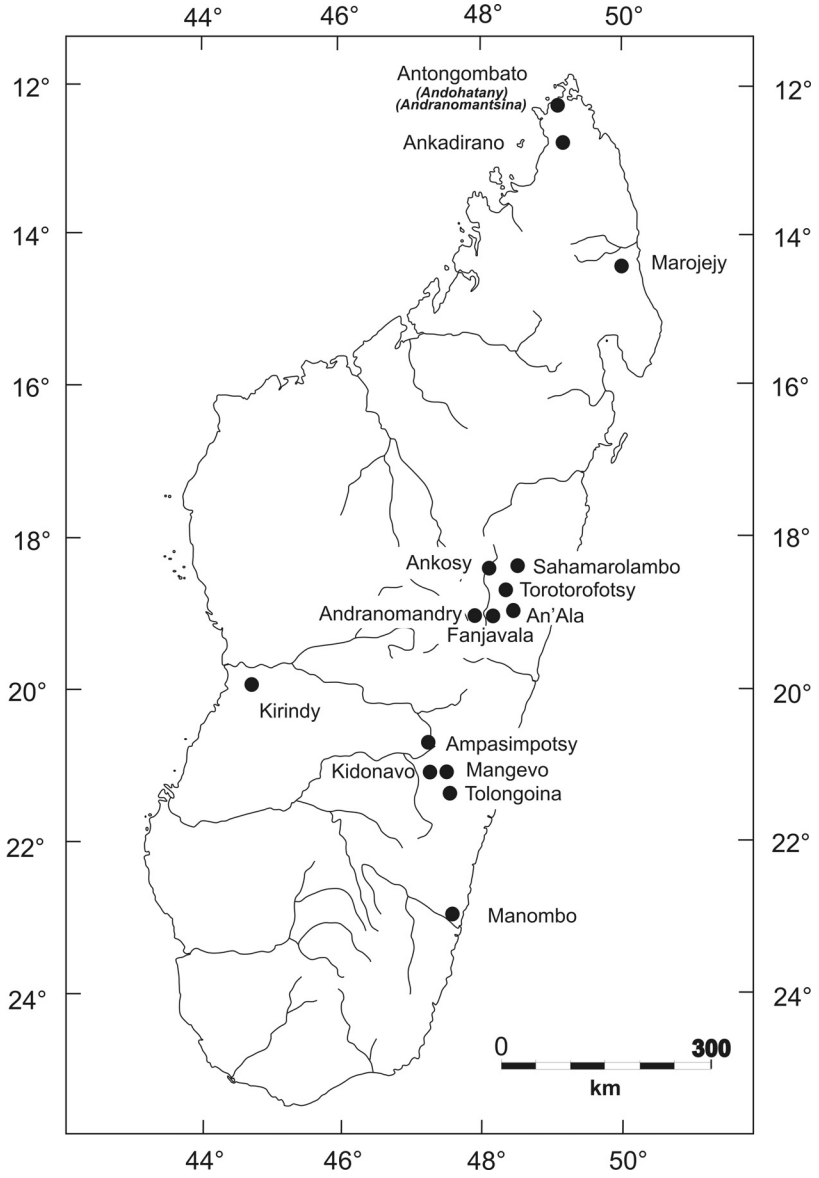 44° 46° 48° 50°
Antongombato
(Andohatany)
(Andranomantsina)
12° 12°
Ankadirano
14° 14°
Marojejy
16° 16°
18° 18°
Ankosy Sahamarolambo
Torotorofotsy
Andranomandry An’Ala
Fanjavala
20° 20°
Kirindy
Ampasimpotsy
Kidonavo Mangevo
Tolongoina
22° 22°
Manombo
24° 24°
0 300
km
44° 46° 48° 50°